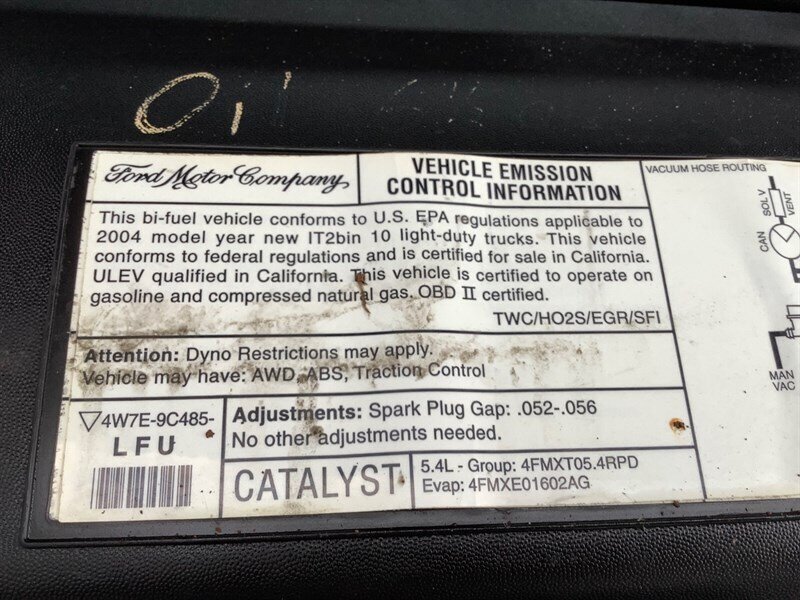 Oil
Ford Motor Company
VEHICLE EMISSION
CONTROL INFORMATION
VACUUM HOSE ROUTING
This bi-fuel vehicle conforms to U.S. EPA regulations applicable to
2004 model year new IT2bin 10 light-duty trucks. This vehicle
conforms to federal regulations and is certified for sale in California.
ULEV qualified in California. This vehicle is certified to operate on
gasoline and compressed natural gas. OBD II certified.
TWC/HO2S/EGR/SFI
CAN
SOL V
VENT
Attention: Dyno Restrictions may apply.
Vehicle may have: AWD, ABS, Traction Control
MAN
VAC
4W7E-9C485-
LFU
Adjustments: Spark Plug Gap: .052-.056
No other adjustments needed.
CATALYST
5.4L - Group: 4FMXT05.4RPD
Evap: 4FMXE01602AG